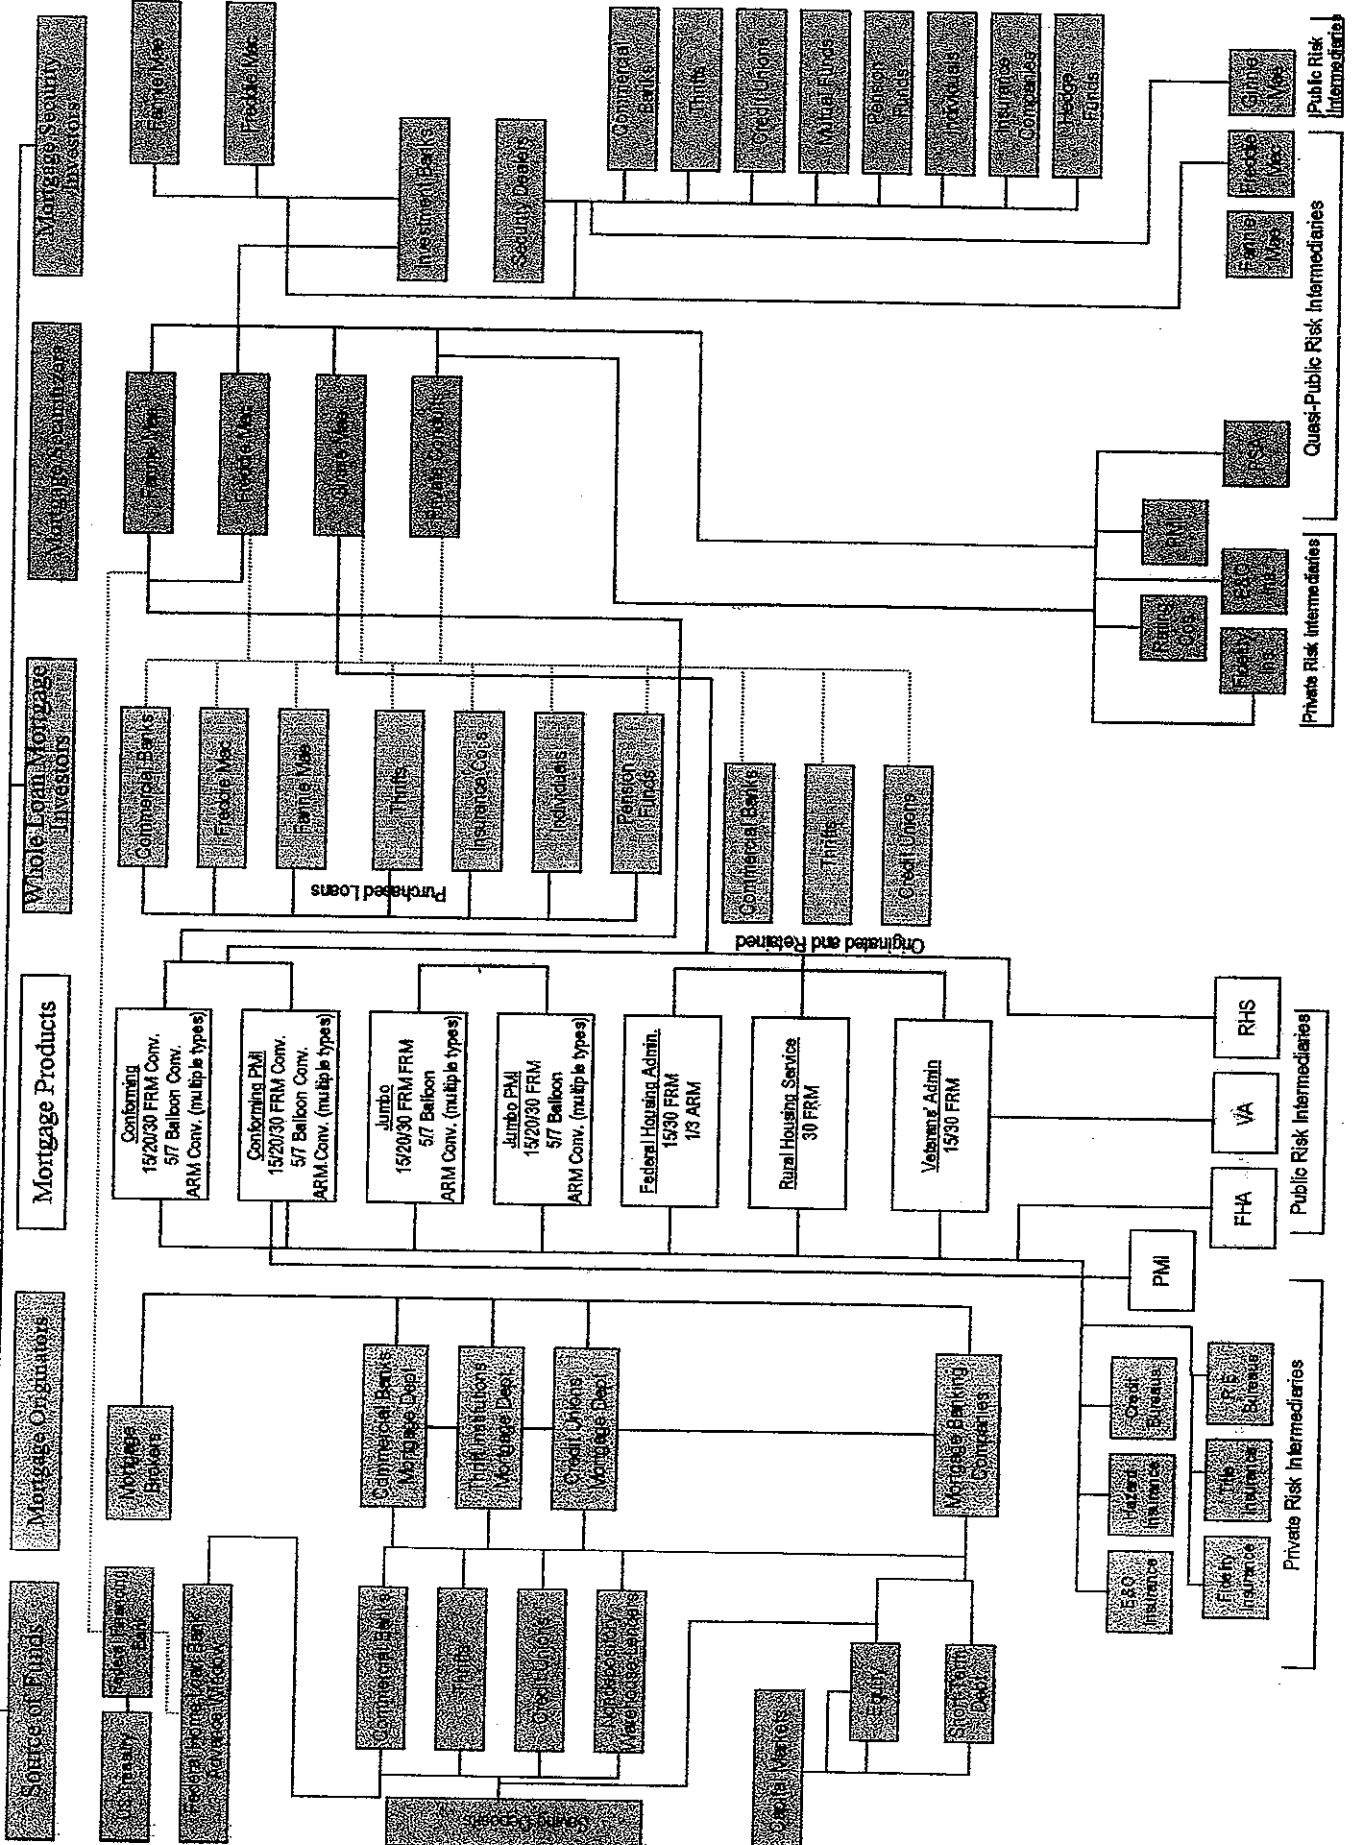 Source of Funds
Mortgage Originators
Mortgage Products
Whole Loan Mortgage
Investors
Mortgage Securitizers
Mortgage Security
Investors
US Treasury
Federal Financing
Bank
Federal Home Loan Bank
Advance Window
Commercial Banks
Thrifts
Credit Unions
Nondepository
Warehouse Lenders
Saving Deposits
Capital Markets
Equity
Short-Term
Debt
Mortgage
Brokers
Commercial Banks
Mortgage Dept.
Thrift Institutions
Mortgage Dept.
Credit Unions
Mortgage Dept.
Mortgage Banking
Companies
E&O
Insurance
Hazard
Insurance
Credit
Bureaus
Fidelity
Insurance
Title
Insurance
Bureaus
Private Risk Intermediaries
Conforming
15/20/30 FRM Conv.
5/7 Balloon Conv.
ARM Conv. (multiple types)
Conforming PMI
15/20/30 FRM Conv.
5/7 Balloon Conv.
ARM.Conv. (multiple types)
Jumbo
15/20/30 FRM FRM
5/7 Balloon
ARM Conv. (multiple types)
Jumbo PMI
15/20/30 FRM
5/7 Balloon
ARM Conv. (multiple types)
Federal Housing Admin.
15/30 FRM
1/3 ARM
Rural Housing Service
30 FRM
Veterans' Admin
15/30 FRM
PMI
FHA
VA
RHS
Public Risk Intermediaries
Commercial Banks
Freddie Mac
Fannie Mae
Thrifts
Insurance Co's
Individuals
Pension
Funds
Purchased Loans
Commercial Banks
Thrifts
Credit Unions
Originated and Retained
Fannie Mae
Freddie Mac
Ginnie Mae
Private Conduits
Rating
Cos.
PMI
Fidelity
Ins.
E&O
Ins.
PSA
Private Risk Intermediaries
Fannie Mae
Freddie Mac
Investment Banks
Security Dealers
Commercial
Banks
Thrifts
Credit Unions
Mutual Funds
Pension
Funds
Individuals
Insurance
Companies
Hedge
Funds
Fannie
Mae
Freddie
Mac
Ginnie
Mae
Quasi-Public Risk Intermediaries
Public Risk
Intermediaries